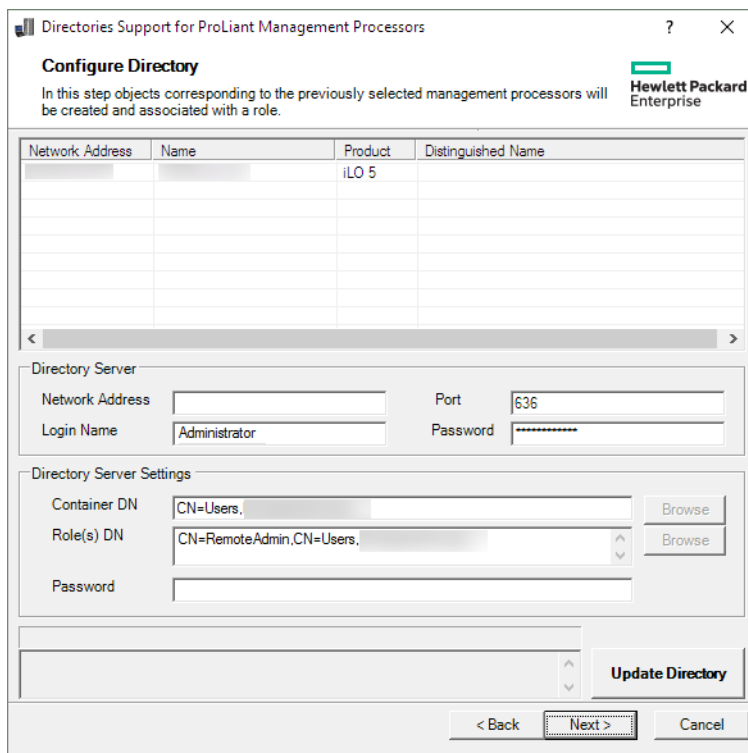 Directories Support for ProLiant Management Processors ? ×
Configure Directory
In this step objects corresponding to the previously selected management processors will
be created and associated with a role.
Hewlett Packard
Enterprise
Network Address Name Product Distinguished Name
iLO 5
Directory Server
Network Address Port 636
Login Name Administrator Password ************
Directory Server Settings
Container DN CN=Users, Browse
Role(s) DN CN=RemoteAdmin,CN=Users, Browse
Password
Update Directory
< Back Next > Cancel